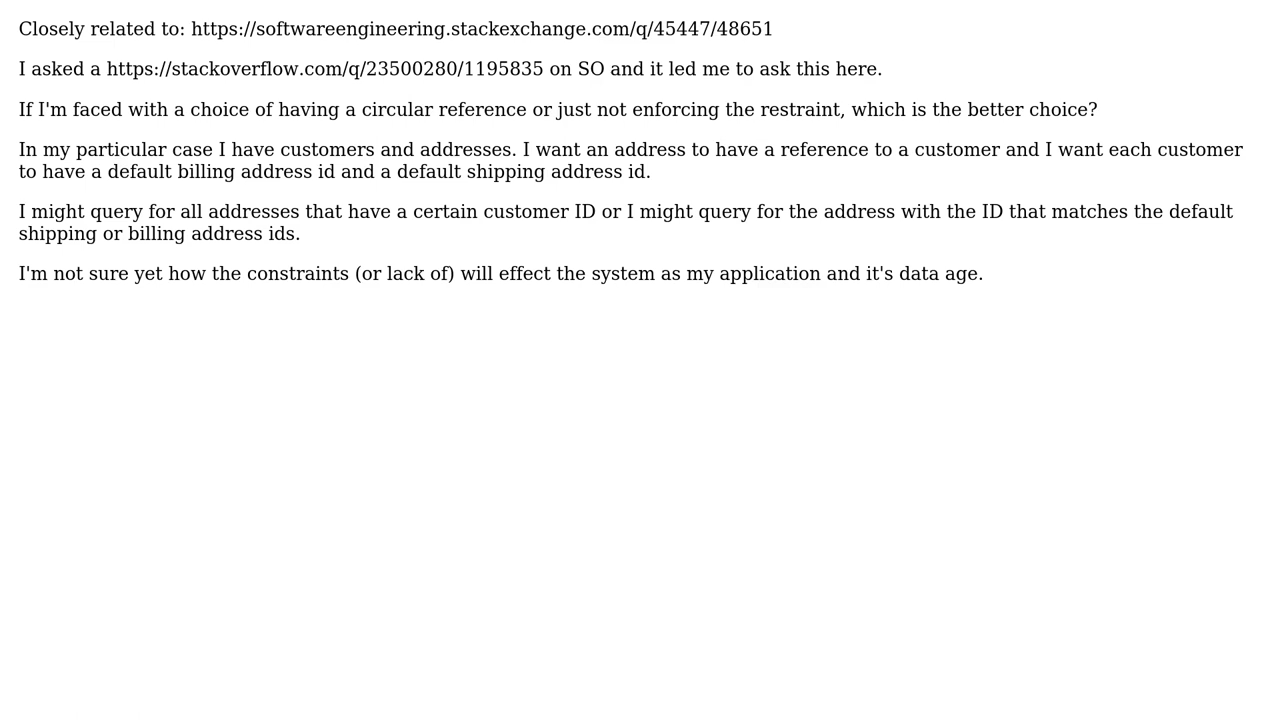 Closely related to: https://softwareengineering.stackexchange.com/q/45447/48651
I asked a https://stackoverflow.com/q/23500280/1195835 on SO and it led me to ask this here.
If I'm faced with a choice of having a circular reference or just not enforcing the restraint, which is the better choice?
In my particular case I have customers and addresses. I want an address to have a reference to a customer and I want each customer
to have a default billing address id and a default shipping address id.
I might query for all addresses that have a certain customer ID or I might query for the address with the ID that matches the default
shipping or billing address ids.
I'm not sure yet how the constraints (or lack of) will effect the system as my application and it's data age.